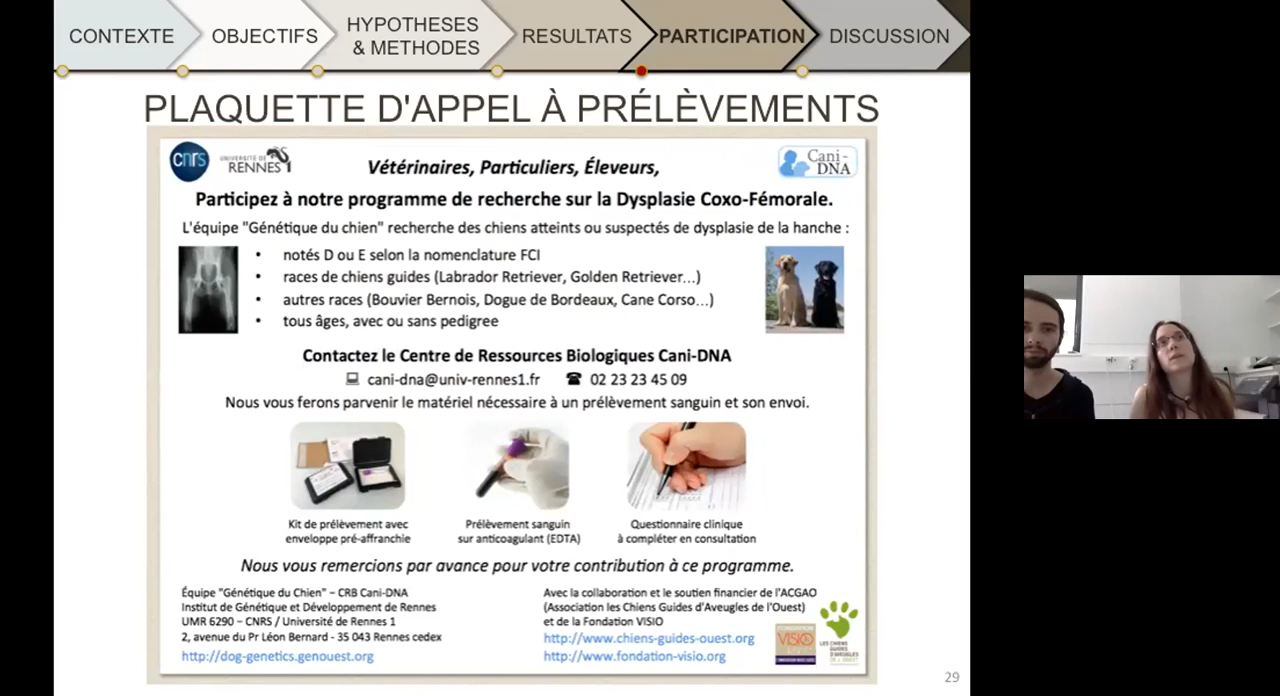 CONTEXTE
OBJECTIFS
HYPOTHESES
& METHODES
RESULTATS
PARTICIPATION
DISCUSSION
PLAQUETTE D'APPEL À PRÉLÈVEMENTS
cnrs
UNIVERSITÉ DE
RENNES 1
Cani-
DNA
Vétérinaires, Particuliers, Éleveurs,
Participez à notre programme de recherche sur la Dysplasie Coxo-Fémorale.
L'équipe "Génétique du chien" recherche des chiens atteints ou suspectés de dysplasie de la hanche :
• notés D ou E selon la nomenclature FCI
• races de chiens guides (Labrador Retriever, Golden Retriever...)
• autres races (Bouvier Bernois, Dogue de Bordeaux, Cane Corso...)
• tous âges, avec ou sans pedigree
Contactez le Centre de Ressources Biologiques Cani-DNA
cani-dna@univ-rennes1.fr 02 23 23 45 09
Nous vous ferons parvenir le matériel nécessaire à un prélèvement sanguin et son envoi.
Kit de prélèvement avec
enveloppe pré-affranchie
Prélèvement sanguin
sur anticoagulant (EDTA)
Questionnaire clinique
à compléter en consultation
Nous vous remercions par avance pour votre contribution à ce programme.
Équipe "Génétique du Chien" – CRB Cani-DNA
Institut de Génétique et Développement de Rennes
UMR 6290 – CNRS / Université de Rennes 1
2, avenue du Pr Léon Bernard - 35 043 Rennes cedex
http://dog-genetics.genouest.org
Avec la collaboration et le soutien financier de l'ACGAO
(Association les Chiens Guides d'Aveugles de l'Ouest)
et de la Fondation VISIO
http://www.chiens-guides-ouest.org
http://www.fondation-visio.org
FONDATION
VISIO
LES CHIENS
GUIDES
D'AVEUGLES
DE L'OUEST
29